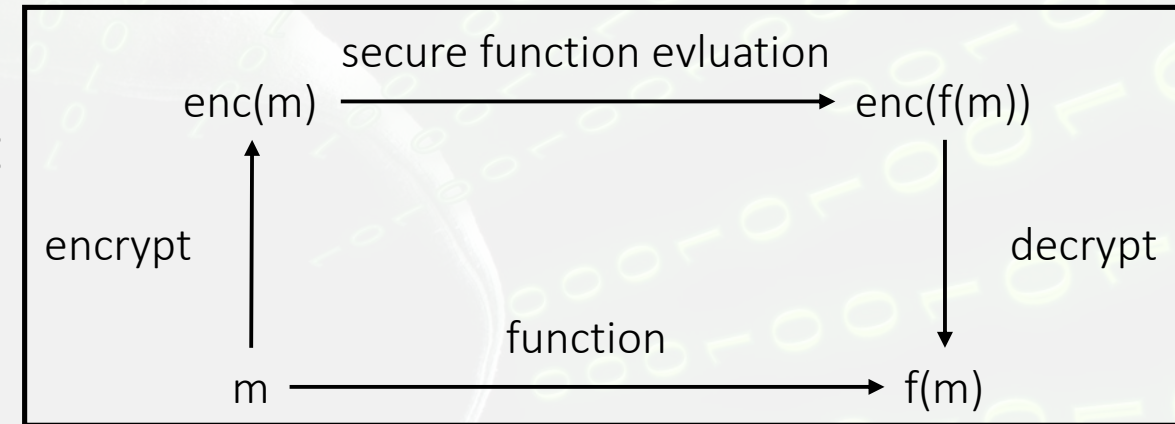 secure function evluation
enc(m) enc(f(m))
encrypt decrypt
function
m f(m)